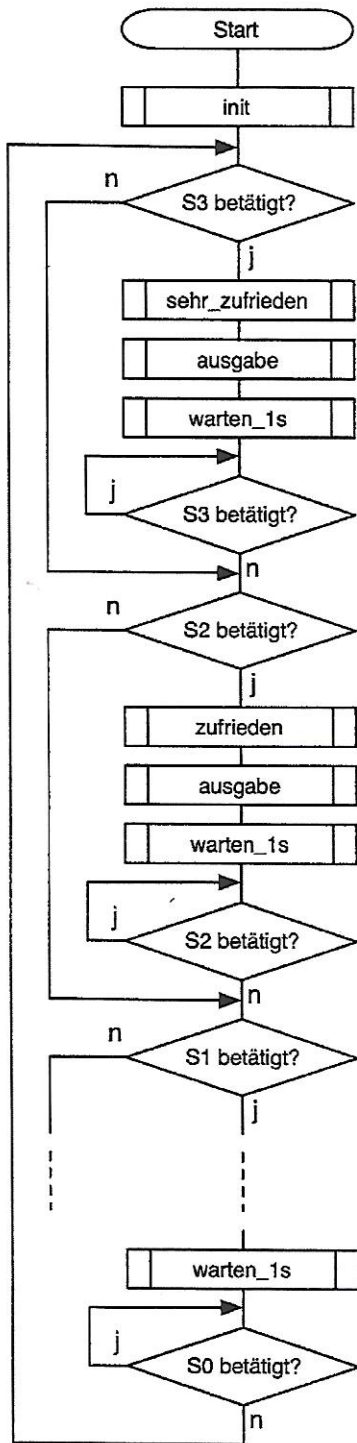 Start
init
n
S3 betätigt?
j
sehr_zufrieden
ausgabe
warten_1s
j
S3 betätigt?
n
n
S2 betätigt?
j
zufrieden
ausgabe
warten_1s
j
S2 betätigt?
n
n
S1 betätigt?
j
warten_1s
j
S0 betätigt?
n